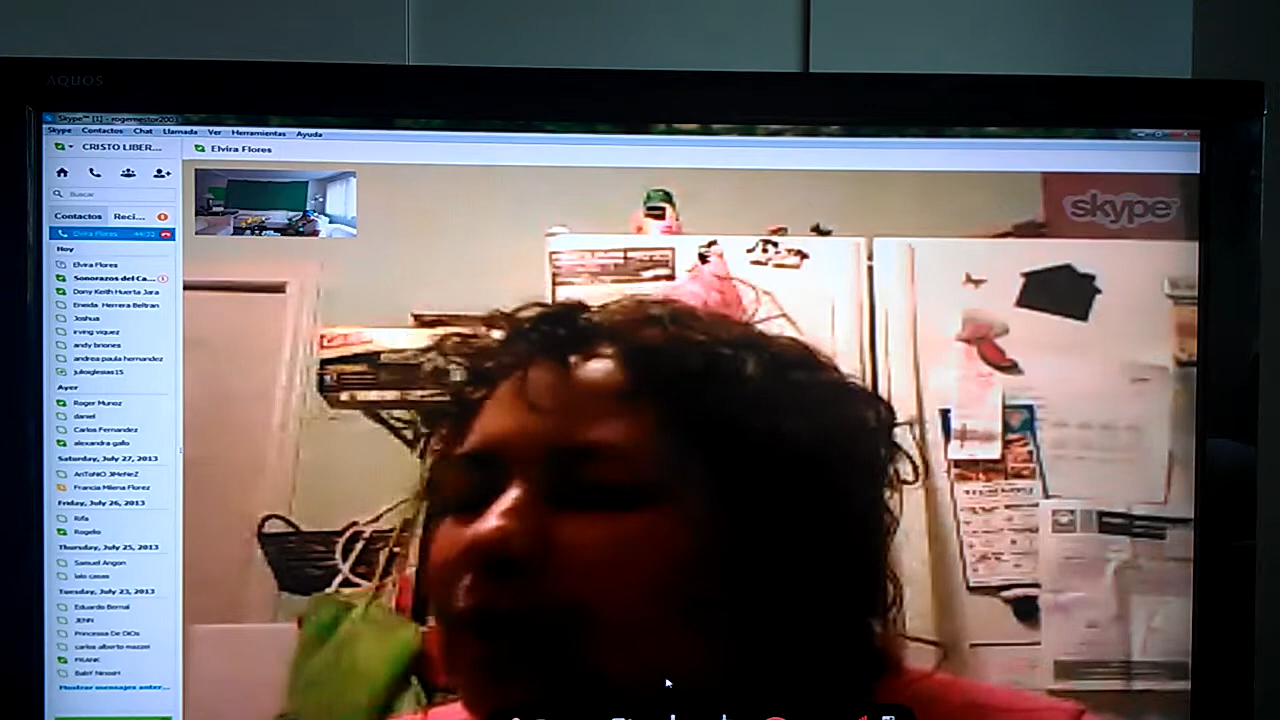 AQUOS
Skype™ [1] - rogernestor2003
Skype Contactos Chat Llamada Ver Herramientas Ayuda
CRISTO LIBER...
Elvira Flores
skype
Buscar
Contactos Reci...
Elvira Flores 44:32
Hoy
Elvira Flores
Sonorazos del Ca...
Dony Keith Huerta Jara
Eneida Herrera Beltran
Joshua
irving viquez
andy briones
andrea paula hernandez
julioiglesias15
Ayer
Roger Munoz
daniel
Carlos Fernandez
alexandra gallo
Saturday, July 27, 2013
AnToNiO JiMeNeZ
Francia Milena Florez
Friday, July 26, 2013
Rifa
Rogelio
Thursday, July 25, 2013
Samuel Angon
lalo casas
Tuesday, July 23, 2013
Eduardo Bernal
JENN
Princessa De DiOs
carlos alberto mazzei
FRANK
Mostrar mensajes anter...